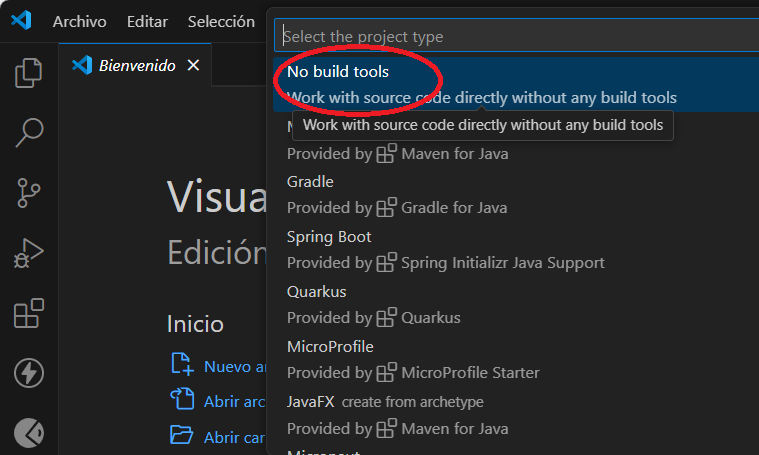 Archivo Editar Selección
Select the project type
Bienvenido
No build tools
Work with source code directly without any build tools
Work with source code directly without any build tools
Provided by Maven for Java
Gradle
Provided by Gradle for Java
Spring Boot
Provided by Spring Initializr Java Support
Quarkus
Provided by Quarkus
MicroProfile
Provided by MicroProfile Starter
JavaFX create from archetype
Provided by Maven for Java
Micronaut
Visua
Edición
Inicio
Nuevo ar
Abrir arc
Abrir car